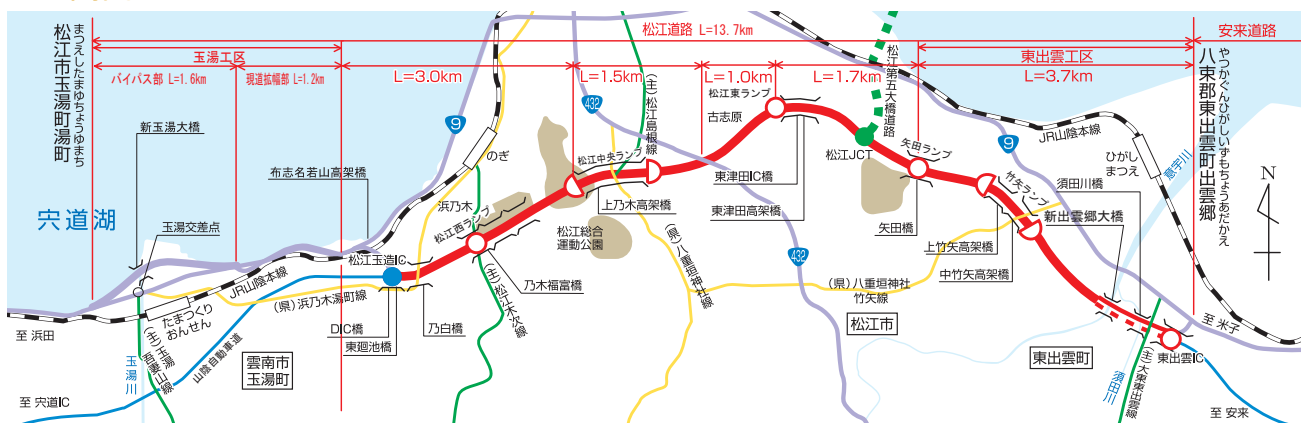 まつえしたまゆちょうゆまち
松江市玉湯町湯町
松江道路 L=13.7km
安来道路
玉湯工区
東出雲工区
バイパス部 L=1.6km
現道拡幅部 L=1.2km
L=3.0km
L=1.5km
L=1.0km
L=1.7km
L=3.7km
やつかぐんひがしいずもちょうあだかえ
八束郡東出雲町出雲郷
新玉湯大橋
布志名若山高架橋
玉湯交差点
宍道湖
9
のぎ
浜乃木
432
(主)松江島根線
松江東ランプ
古志原
松江第五大橋道路
松江JCT
矢田ランプ
9
JR山陰本線
ひがし
まつえ
意宇川
N
松江中央ランプ
東津田IC橋
竹矢ランプ
須田川橋
松江西ランプ
上乃木高架橋
東津田高架橋
矢田橋
新出雲郷大橋
松江総合
運動公園
上竹矢高架橋
中竹矢高架橋
松江玉造IC
JR山陰本線
(県)浜乃木湯町線
乃木福富橋
(県)八重垣神社線
432
(県)八重垣神社
竹矢線
たまつくり
おんせん
至 浜田
(主)玉湯
吾妻山線
DIC橋
乃白橋
東廻池橋
(主)松江木次線
松江市
至 米子
東出雲IC
玉湯川
山陰自動車道
雲南市
玉湯町
東出雲町
須田川
(主)大東東出雲線
至 宍道IC
至 安来